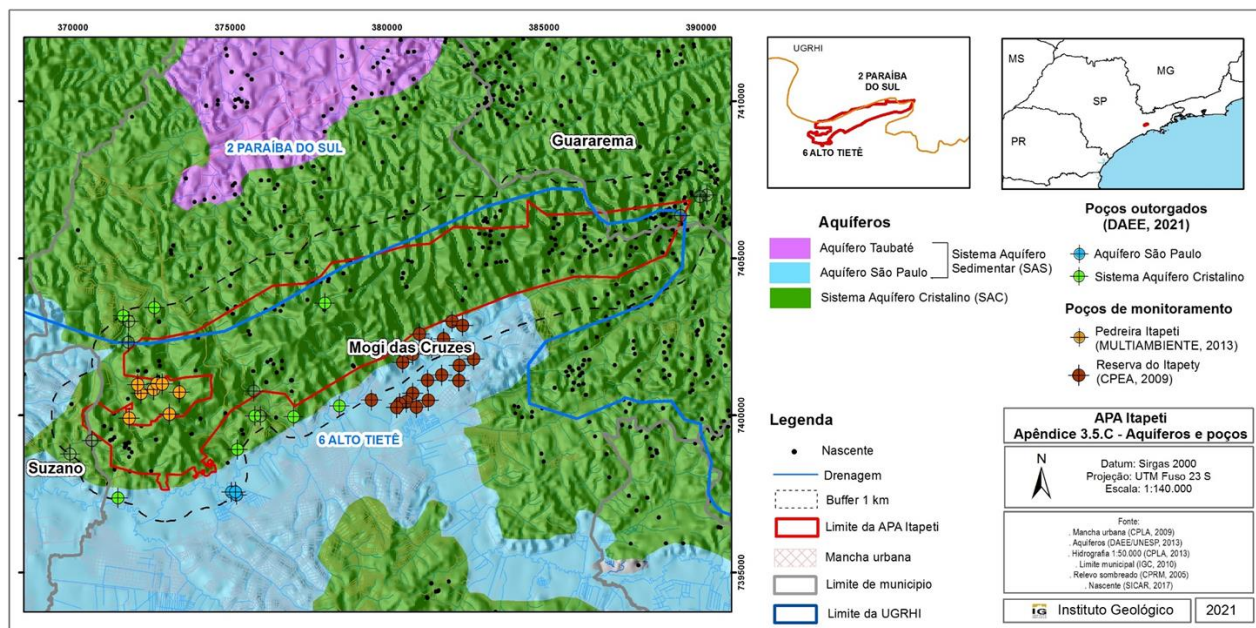 370000
375000
380000
385000
390000
7410000
7405000
7400000
7395000
2 PARAÍBA DO SUL
Guararema
Mogi das Cruzes
6 ALTO TIETÊ
Suzano
UGRHI
2 PARAÍBA
DO SUL
6 ALTO TIETÊ
MS
MG
SP
PR
Aquíferos
Aquífero Taubaté
Aquífero São Paulo
Sistema Aquífero
Sedimentar (SAS)
Sistema Aquífero Cristalino (SAC)
Poços outorgados
(DAEE, 2021)
Aquífero São Paulo
Sistema Aquífero Cristalino
Poços de monitoramento
Pedreira Itapeti
(MULTIAMBIENTE, 2013)
Reserva do Itapety
(CPEA, 2009)
Legenda
Nascente
Drenagem
Buffer 1 km
Limite da APA Itapeti
Mancha urbana
Limite de municipio
Limite da UGRHI
APA Itapeti
Apêndice 3.5.C - Aquiferos e poços
N
Datum: Sirgas 2000
Projeção: UTM Fuso 23 S
Escala: 1:140.000
Fonte:
. Mancha urbana (CPLA, 2009)
. Aquíferos (DAEE/UNESP, 2013)
. Hidrografia 1:50.000 (CPLA, 2013)
. Limite municipal (IGC, 2010)
. Relevo sombreado (CPRM, 2005)
. Nascente (SICAR, 2017)
IG Instituto Geológico
2021